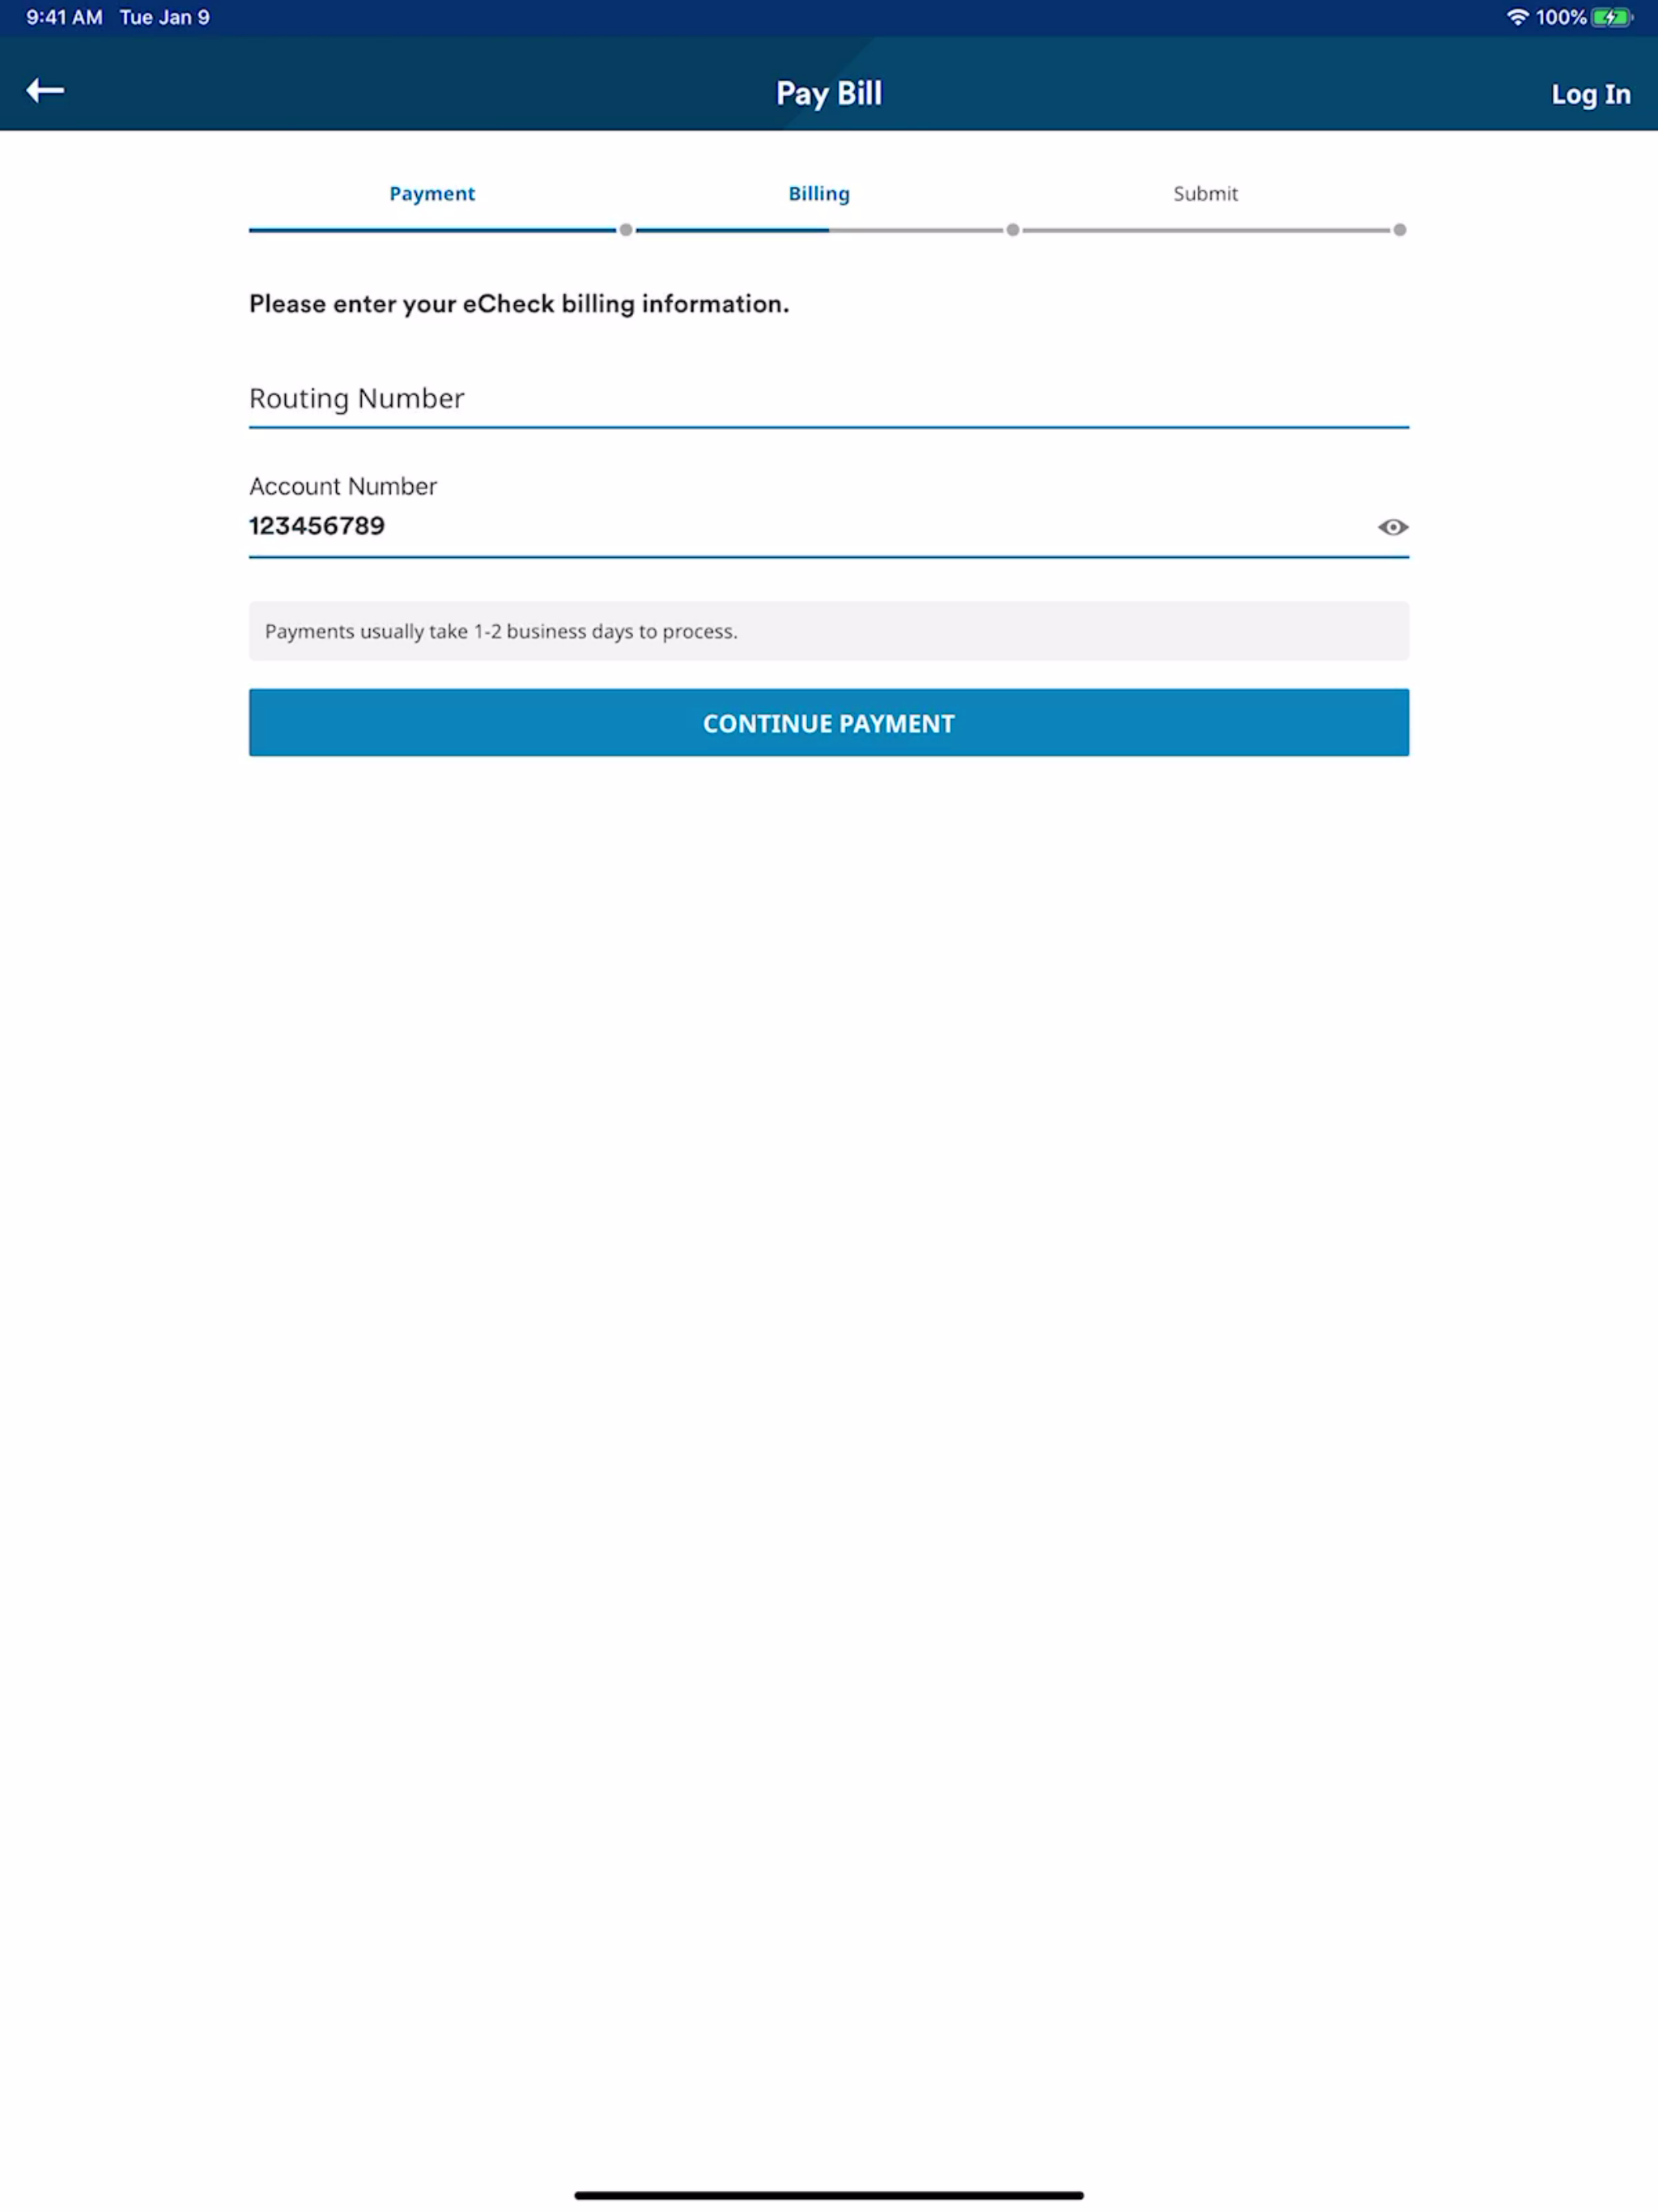 9:41 AM Tue Jan 9
100%
Pay Bill
Log In
Payment
Billing
Submit
Please enter your eCheck billing information.
Routing Number
Account Number
123456789
Payments usually take 1-2 business days to process.
CONTINUE PAYMENT